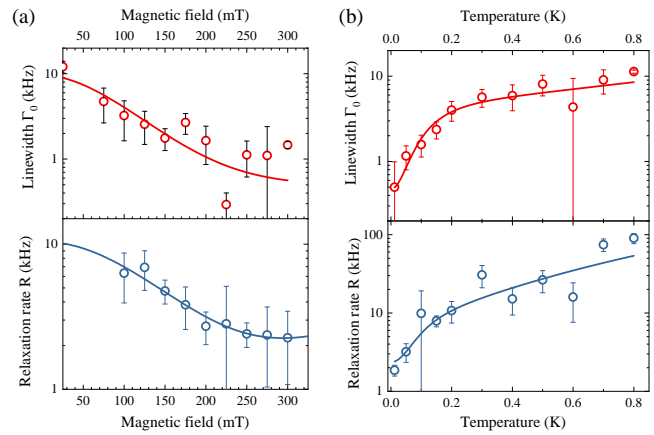 (a)
Magnetic field (mT)
50 100 150 200 250 300
Linewidth Γ0 (kHz)
10
1
Relaxation rate R (kHz)
10
1
50 100 150 200 250 300
Magnetic field (mT)
(b)
Temperature (K)
0.0 0.2 0.4 0.6 0.8
Linewidth Γ0 (kHz)
10
1
Relaxation rate R (kHz)
100
10
1
0.0 0.2 0.4 0.6 0.8
Temperature (K)